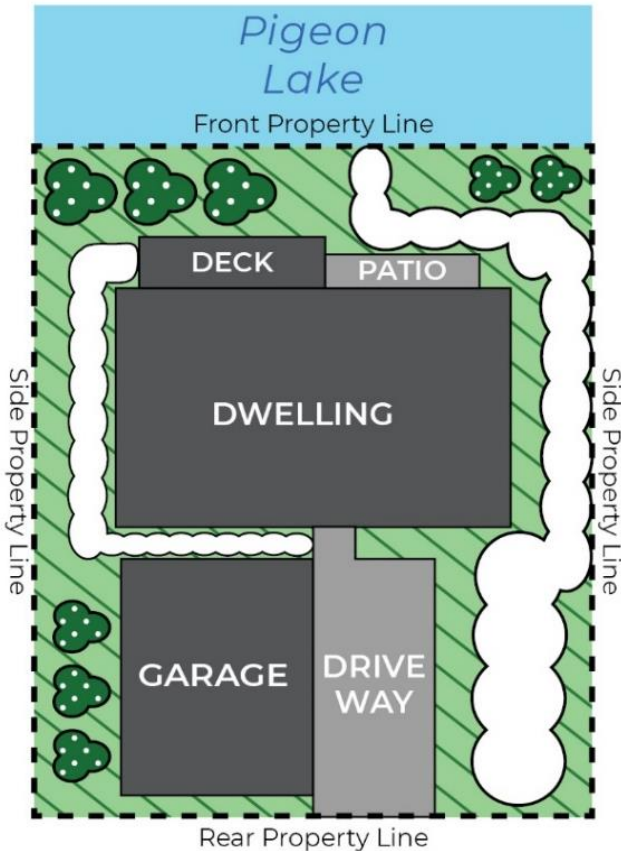 Pigeon
Lake
Front Property Line
DECK
PATIO
Side Property Line
DWELLING
Side Property Line
GARAGE
DRIVE
WAY
Rear Property Line